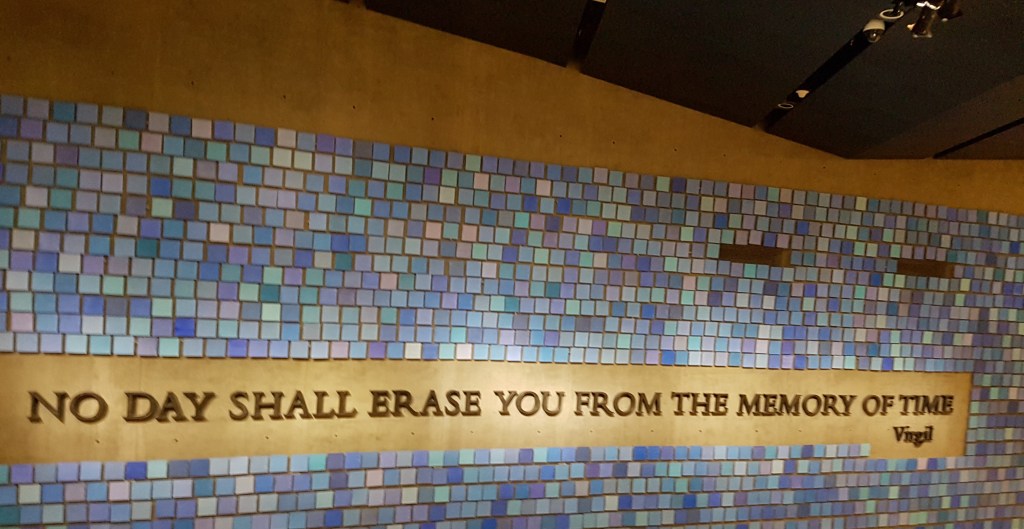 NO DAY SHALL ERASE YOU FROM THE MEMORY OF TIME
Virgil